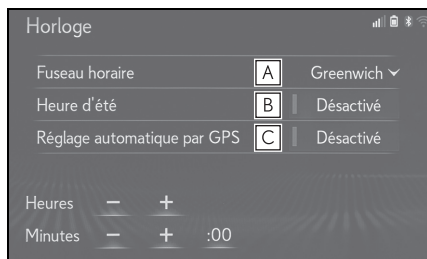 Horloge
Fuseau horaire A Greenwich
Heure d'été B Désactivé
Réglage automatique par GPS C Désactivé
Heures − +
Minutes − + :00